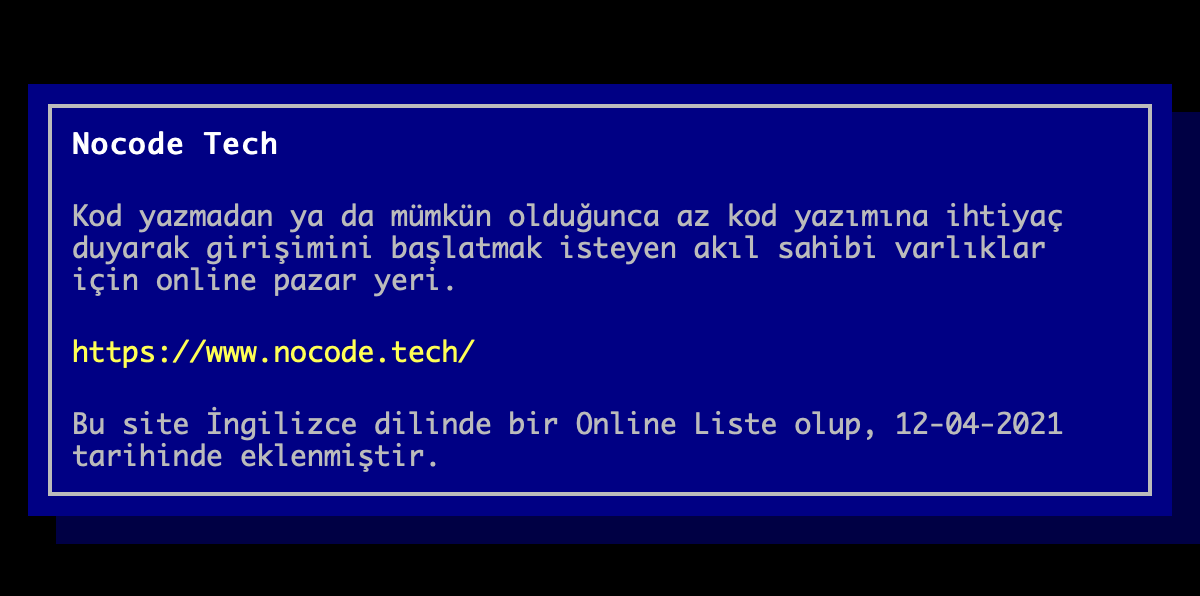 Nocode Tech
Kod yazmadan ya da mümkün olduğunca az kod yazımına ihtiyaç
duyarak girişimini başlatmak isteyen akıl sahibi varlıklar
için online pazar yeri.
https://www.nocode.tech/
Bu site İngilizce dilinde bir Online Liste olup, 12-04-2021
tarihinde eklenmiştir.